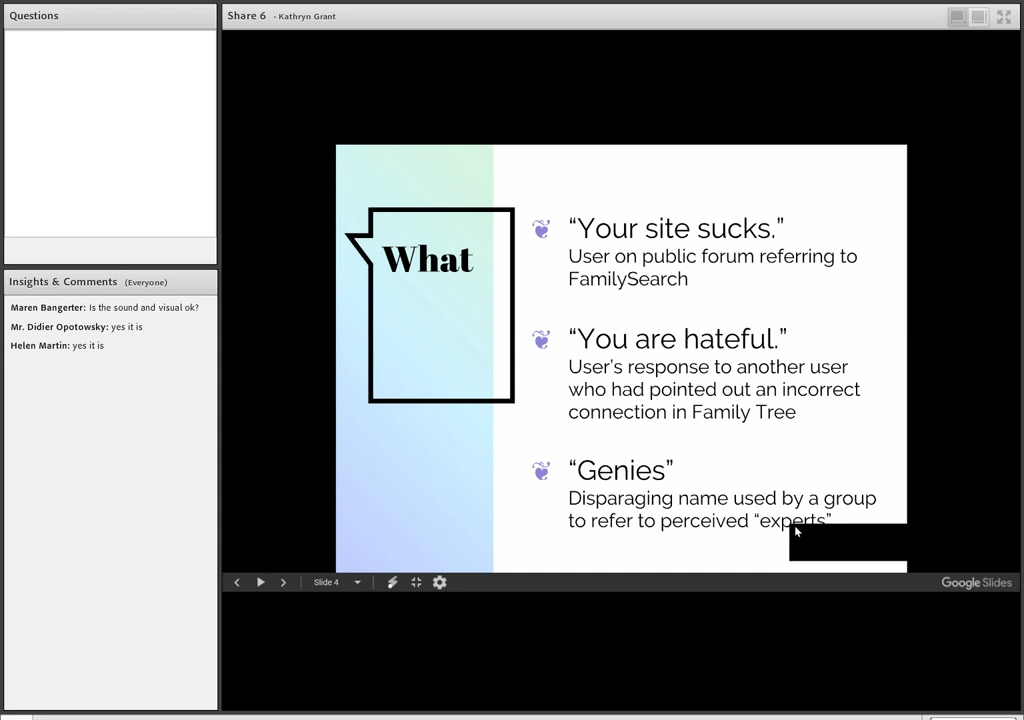 Questions
Share 6 - Kathryn Grant
Insights & Comments (Everyone)
Maren Bangerter: Is the sound and visual ok?
Mr. Didier Opotowsky: yes it is
Helen Martin: yes it is
What
“Your site sucks.”
User on public forum referring to
FamilySearch
“You are hateful.”
User’s response to another user
who had pointed out an incorrect
connection in Family Tree
“Genies”
Disparaging name used by a group
to refer to perceived “experts”
Slide 4
Google Slides